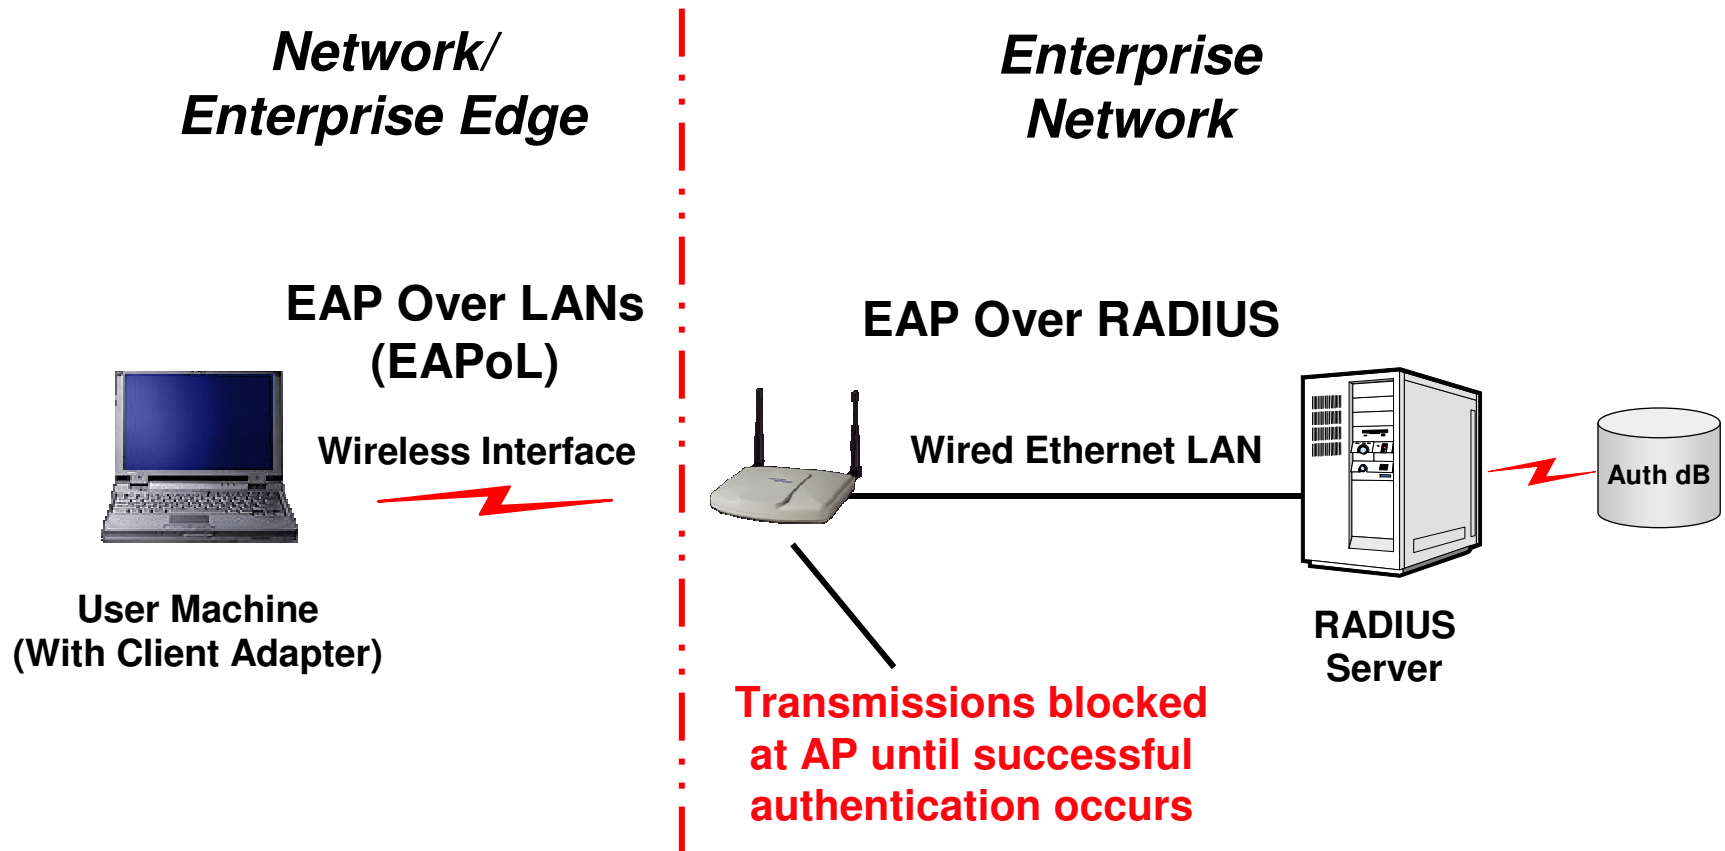 Network/
Enterprise Edge
Enterprise
Network
EAP Over LANs
(EAPoL)
EAP Over RADIUS
Wireless Interface
Wired Ethernet LAN
Auth dB
User Machine
(With Client Adapter)
RADIUS
Server
Transmissions blocked
at AP until successful
authentication occurs